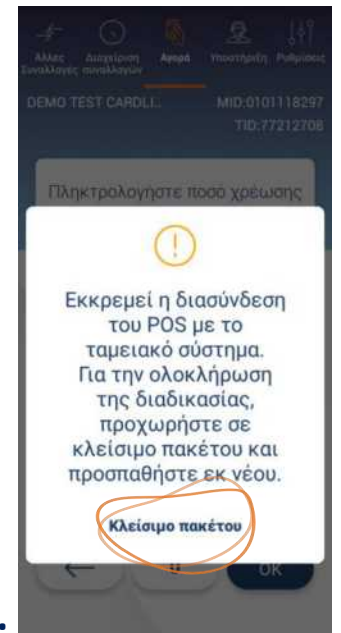 Άλλες Συναλλαγές
Διαχείριση συναλλαγών
Αγορά
Υποστήριξη
Ρυθμίσεις
DEMO TEST CARDLI..
MID:0101118297
TID:77212708
Πληκτρολογήστε ποσό χρέωσης
Εκκρεμεί η διασύνδεση
του POS με το
ταμειακό σύστημα.
Για την ολοκλήρωση
της διαδικασίας,
προχωρήστε σε
κλείσιμο πακέτου και
προσπαθήστε εκ νέου.
Κλείσιμο πακέτου
OK